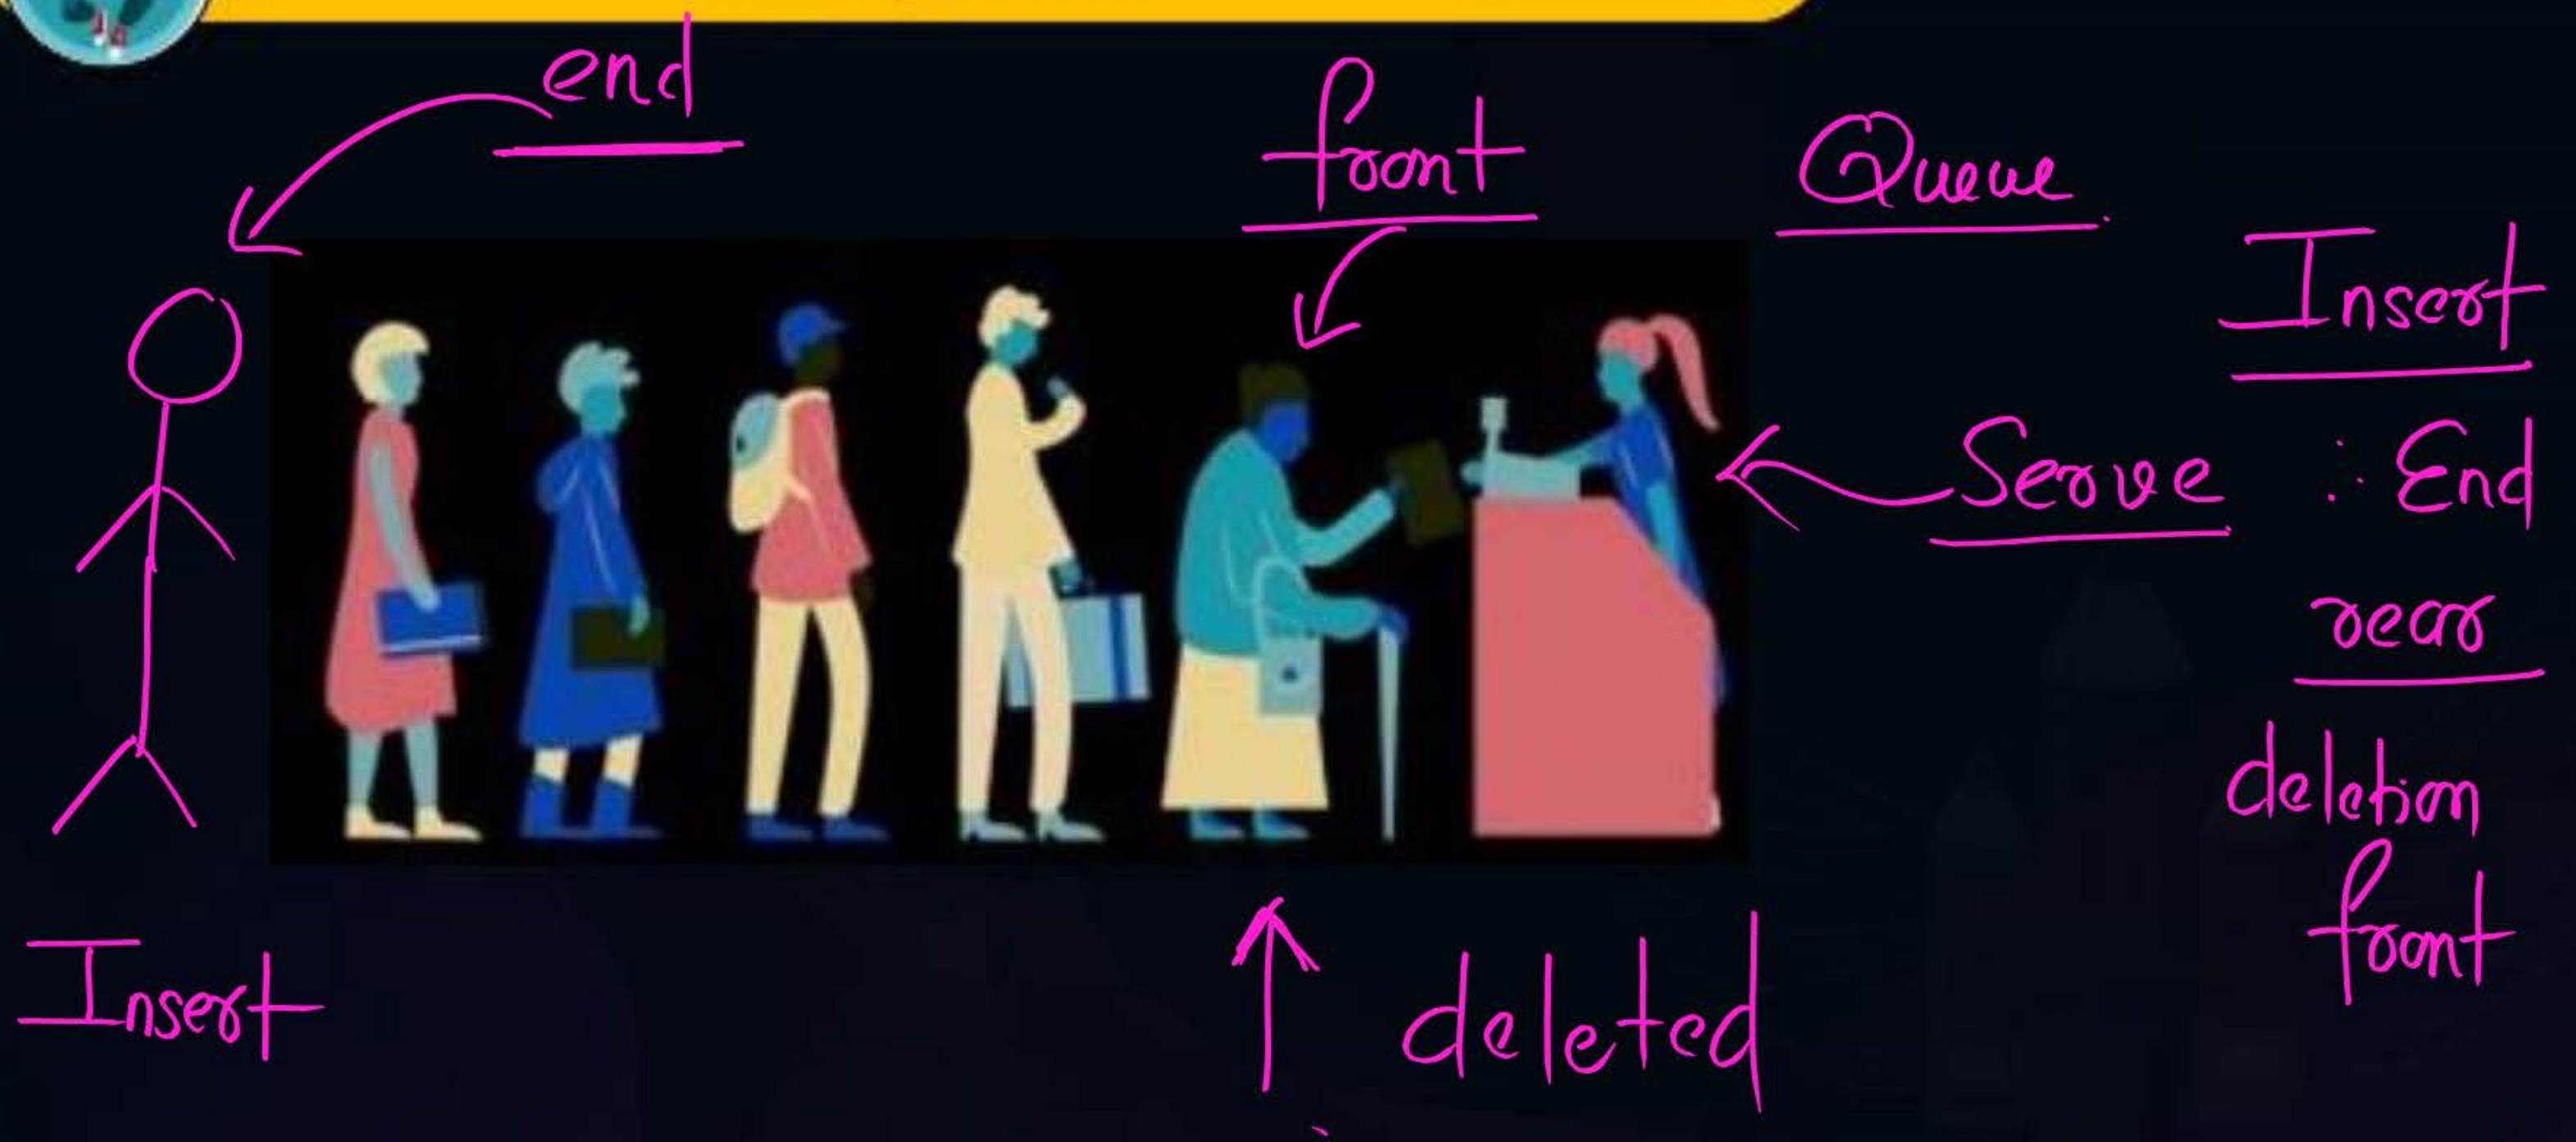 end
front
Queue
Insert
Serve : End
rear
deletion
front
Insert
deleted